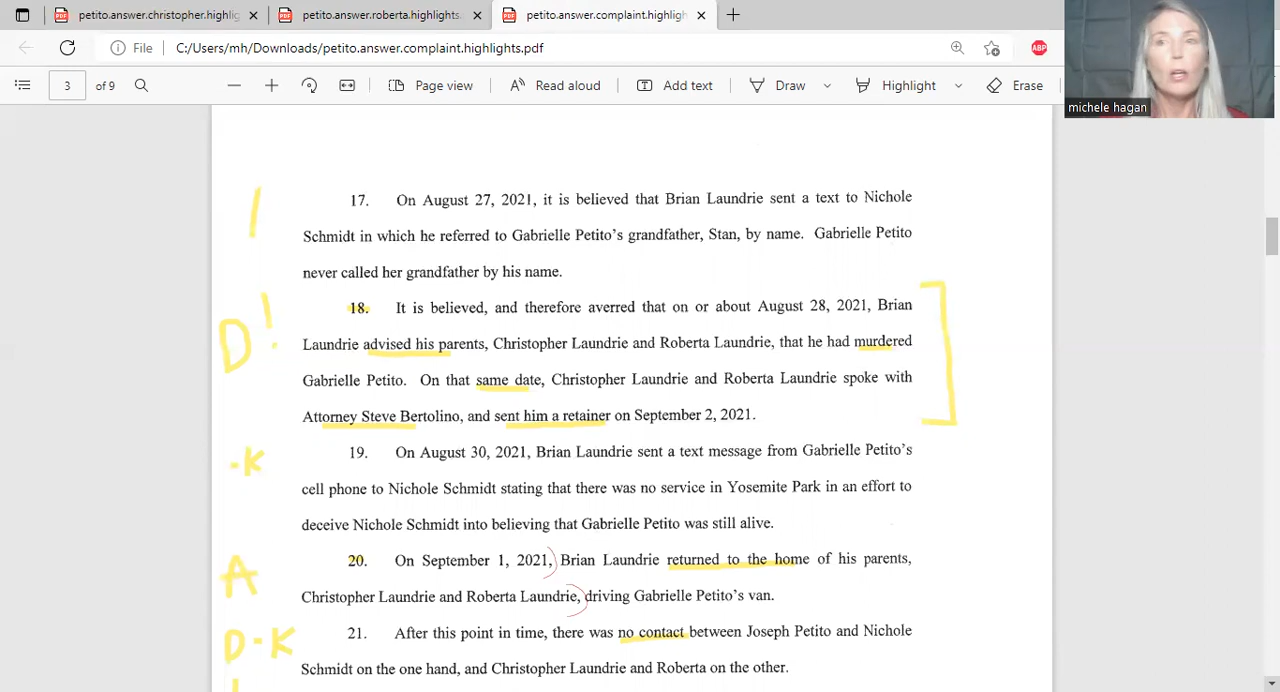 petito.answer.christopher.highlig
petito.answer.roberta.highlights.
petito.answer.complaint.highligh
File C:/Users/mh/Downloads/petito.answer.complaint.highlights.pdf
ABP
3 of 9
Page view
Read aloud
Add text
Draw
Highlight
Erase
michele hagan
17. On August 27, 2021, it is believed that Brian Laundrie sent a text to Nichole
Schmidt in which he referred to Gabrielle Petito's grandfather, Stan, by name. Gabrielle Petito
never called her grandfather by his name.
D!
18. It is believed, and therefore averred that on or about August 28, 2021, Brian
Laundrie advised his parents, Christopher Laundrie and Roberta Laundrie, that he had murdered
Gabrielle Petito. On that same date, Christopher Laundrie and Roberta Laundrie spoke with
Attorney Steve Bertolino, and sent him a retainer on September 2, 2021.
-K
19. On August 30, 2021, Brian Laundrie sent a text message from Gabrielle Petito's
cell phone to Nichole Schmidt stating that there was no service in Yosemite Park in an effort to
deceive Nichole Schmidt into believing that Gabrielle Petito was still alive.
A
20. On September 1, 2021, Brian Laundrie returned to the home of his parents,
Christopher Laundrie and Roberta Laundrie, driving Gabrielle Petito's van.
D-K
21. After this point in time, there was no contact between Joseph Petito and Nichole
Schmidt on the one hand, and Christopher Laundrie and Roberta on the other.